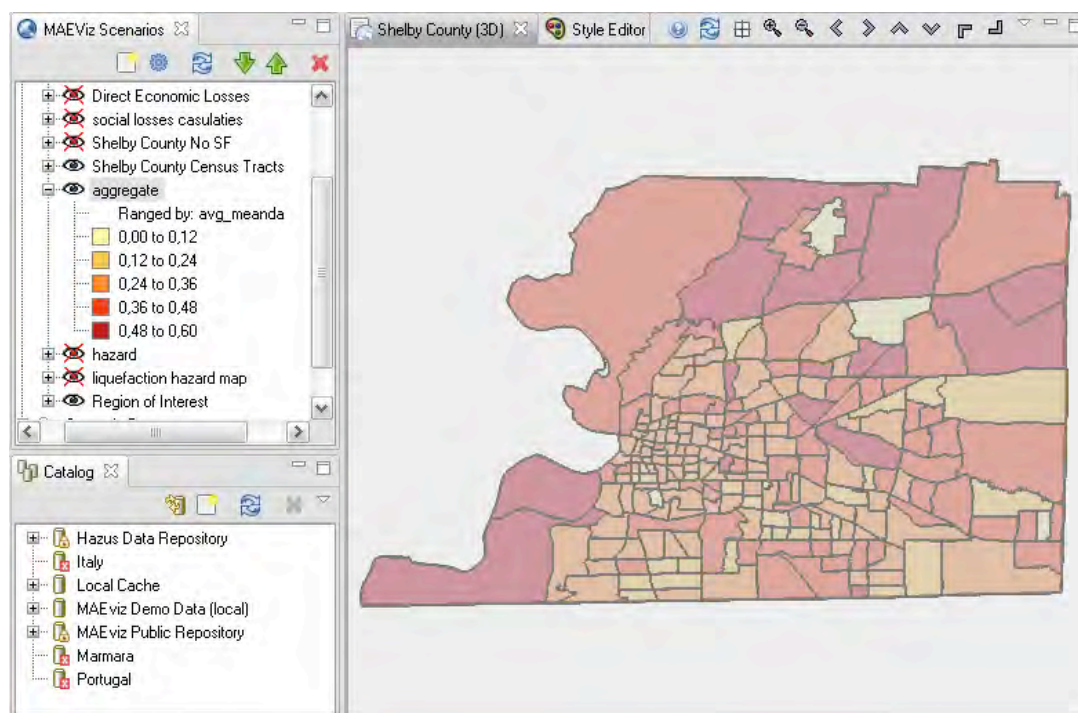 MAEViz Scenarios
Direct Economic Losses
social losses casulaties
Shelby County No SF
Shelby County Census Tracts
aggregate
Ranged by: avg_meanda
0,00 to 0,12
0,12 to 0,24
0,24 to 0,36
0,36 to 0,48
0,48 to 0,60
hazard
liquefaction hazard map
Region of Interest
Catalog
Hazus Data Repository
Italy
Local Cache
MAEviz Demo Data (local)
MAEviz Public Repository
Marmara
Portugal
Shelby County (3D)
Style Editor